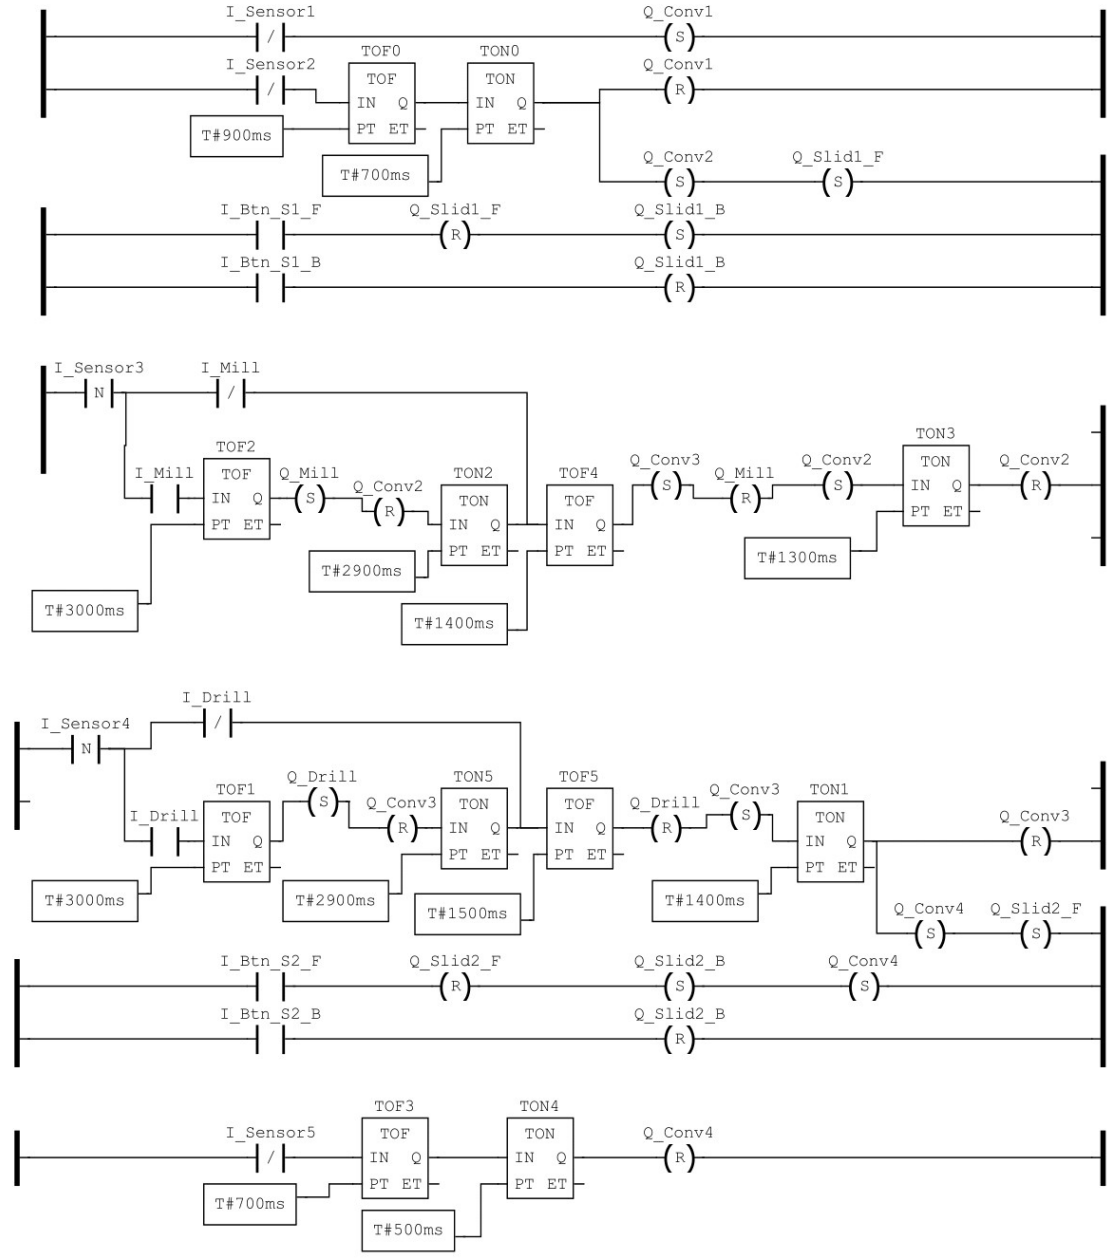 I_Sensor1 Q_Conv1
/ S
TOF0 TON0
I_Sensor2 Q_Conv1
/ TOF TON R
IN Q IN Q
PT ET PT ET
T#900ms
Q_Conv2 Q_Slid1_F
T#700ms S S
I_Btn_S1_F Q_Slid1_F Q_Slid1_B
R S
I_Btn_S1_B Q_Slid1_B
R
I_Sensor3 I_Mill
N /
TOF2 TON3
I_Mill TOF Q_Mill TON2 TOF4 Q_Conv3 Q_Mill Q_Conv2 TON Q_Conv2
IN Q S Q_Conv2 TON TOF S R S IN Q R
PT ET R IN Q IN Q PT ET
PT ET PT ET T#1300ms
T#2900ms
T#3000ms T#1400ms
I_Drill
I_Sensor4 /
N
TOF1 Q_Drill TON5 TOF5 Q_Conv3 TON1
I_Drill TOF S Q_Conv3 TON TOF Q_Drill S TON Q_Conv3
IN Q R IN Q IN Q R IN Q R
PT ET PT ET PT ET PT ET
T#3000ms T#2900ms T#1500ms T#1400ms
Q_Conv4 Q_Slid2_F
S S
I_Btn_S2_F Q_Slid2_F Q_Slid2_B Q_Conv4
R S S
I_Btn_S2_B Q_Slid2_B
R
TOF3 TON4
I_Sensor5 TOF TON Q_Conv4
/ IN Q IN Q R
PT ET PT ET
T#700ms
T#500ms